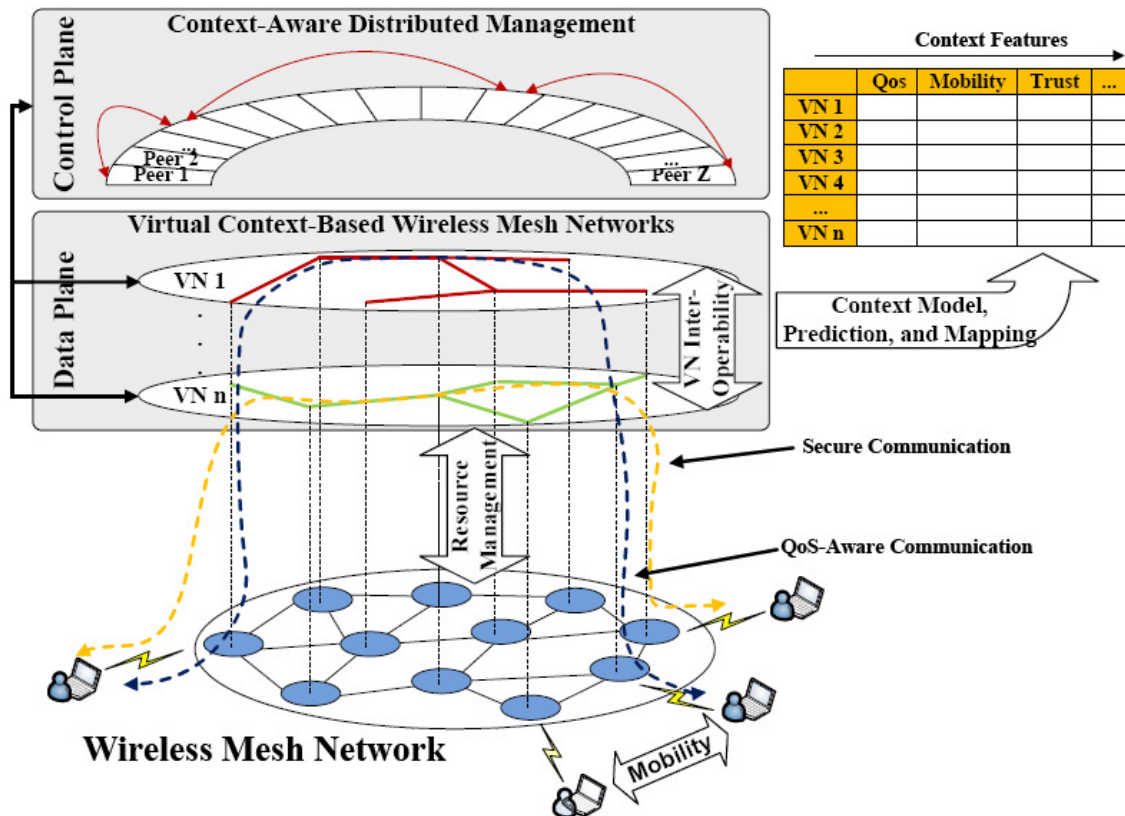 Control Plane
Context-Aware Distributed Management
...
Peer 2
Peer 1
...
Peer Z
Context Features
Qos Mobility Trust ...
VN 1
VN 2
VN 3
VN 4
...
VN n
Data Plane
Virtual Context-Based Wireless Mesh Networks
VN 1
.
.
.
VN n
VN Inter-
Operability
Context Model,
Prediction, and Mapping
Resource
Management
Secure Communication
QoS-Aware Communication
Wireless Mesh Network
Mobility